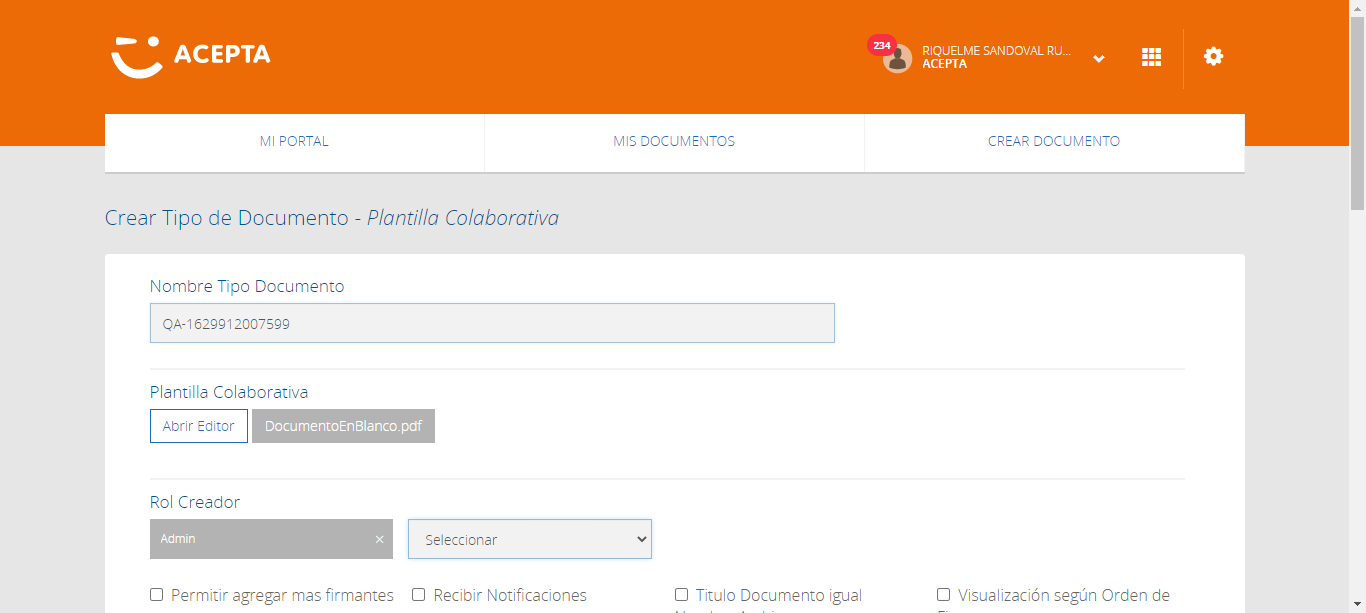 ACEPTA
234
RIQUELME SANDOVAL RU...
ACEPTA
MI PORTAL
MIS DOCUMENTOS
CREAR DOCUMENTO
Crear Tipo de Documento - Plantilla Colaborativa
Nombre Tipo Documento
QA-1629912007599
Plantilla Colaborativa
Abrir Editor
DocumentoEnBlanco.pdf
Rol Creador
Admin ×
Seleccionar
Permitir agregar mas firmantes
Recibir Notificaciones
Titulo Documento igual
Visualización según Orden de